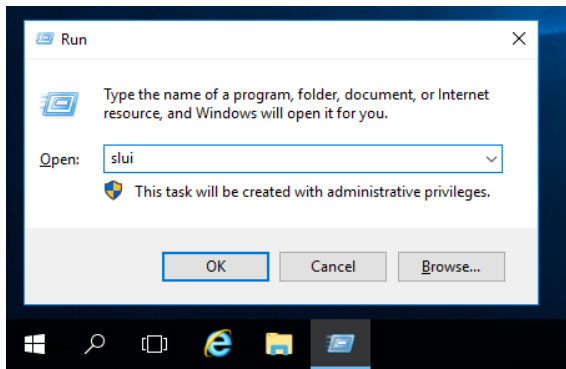 Run
Type the name of a program, folder, document, or Internet
resource, and Windows will open it for you.
Open: slui
This task will be created with administrative privileges.
OK Cancel Browse...